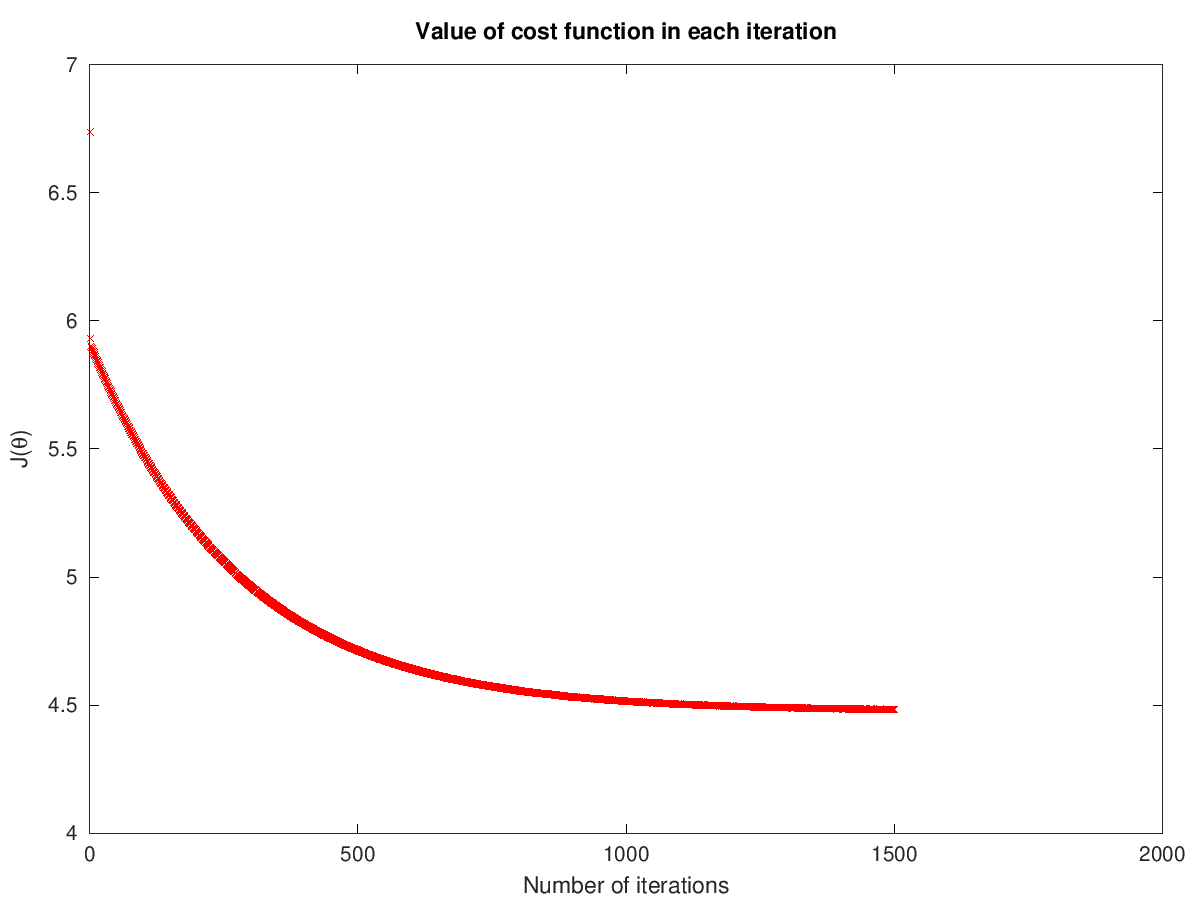 Value of cost function in each iteration
7
6.5
6
5.5
5
4.5
4
J(θ)
0 500 1000 1500 2000
Number of iterations